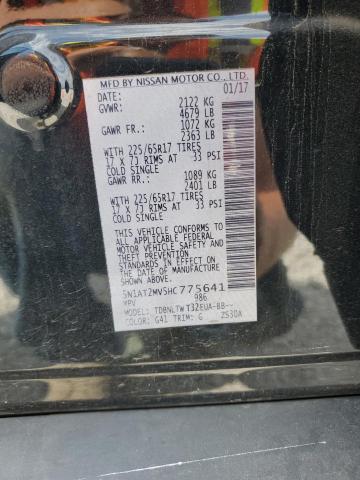 MFD BY NISSAN MOTOR CO., LTD.
DATE: 01/17
GVWR: 2122 KG
4679 LB
GAWR FR.: 1072 KG
2363 LB
WITH 225/65R17 TIRES
17 X 7J RIMS AT 33 PSI
COLD SINGLE
GAWR RR.: 1089 KG
2401 LB
WITH 225/65R17 TIRES
17 X 7J RIMS AT 33 PSI
COLD SINGLE
THIS VEHICLE CONFORMS TO
ALL APPLICABLE FEDERAL
MOTOR VEHICLE SAFETY AND
THEFT PREVENTION
STANDARDS IN EFFECT ON
THE DATE OF MANUFACTURE
SHOWN ABOVE.
5N1AT2MV5HC775641
MPV 986
MODEL: TDBNLTWT32EUA-BB--
COLOR: G41 TRIM: G ZS30A